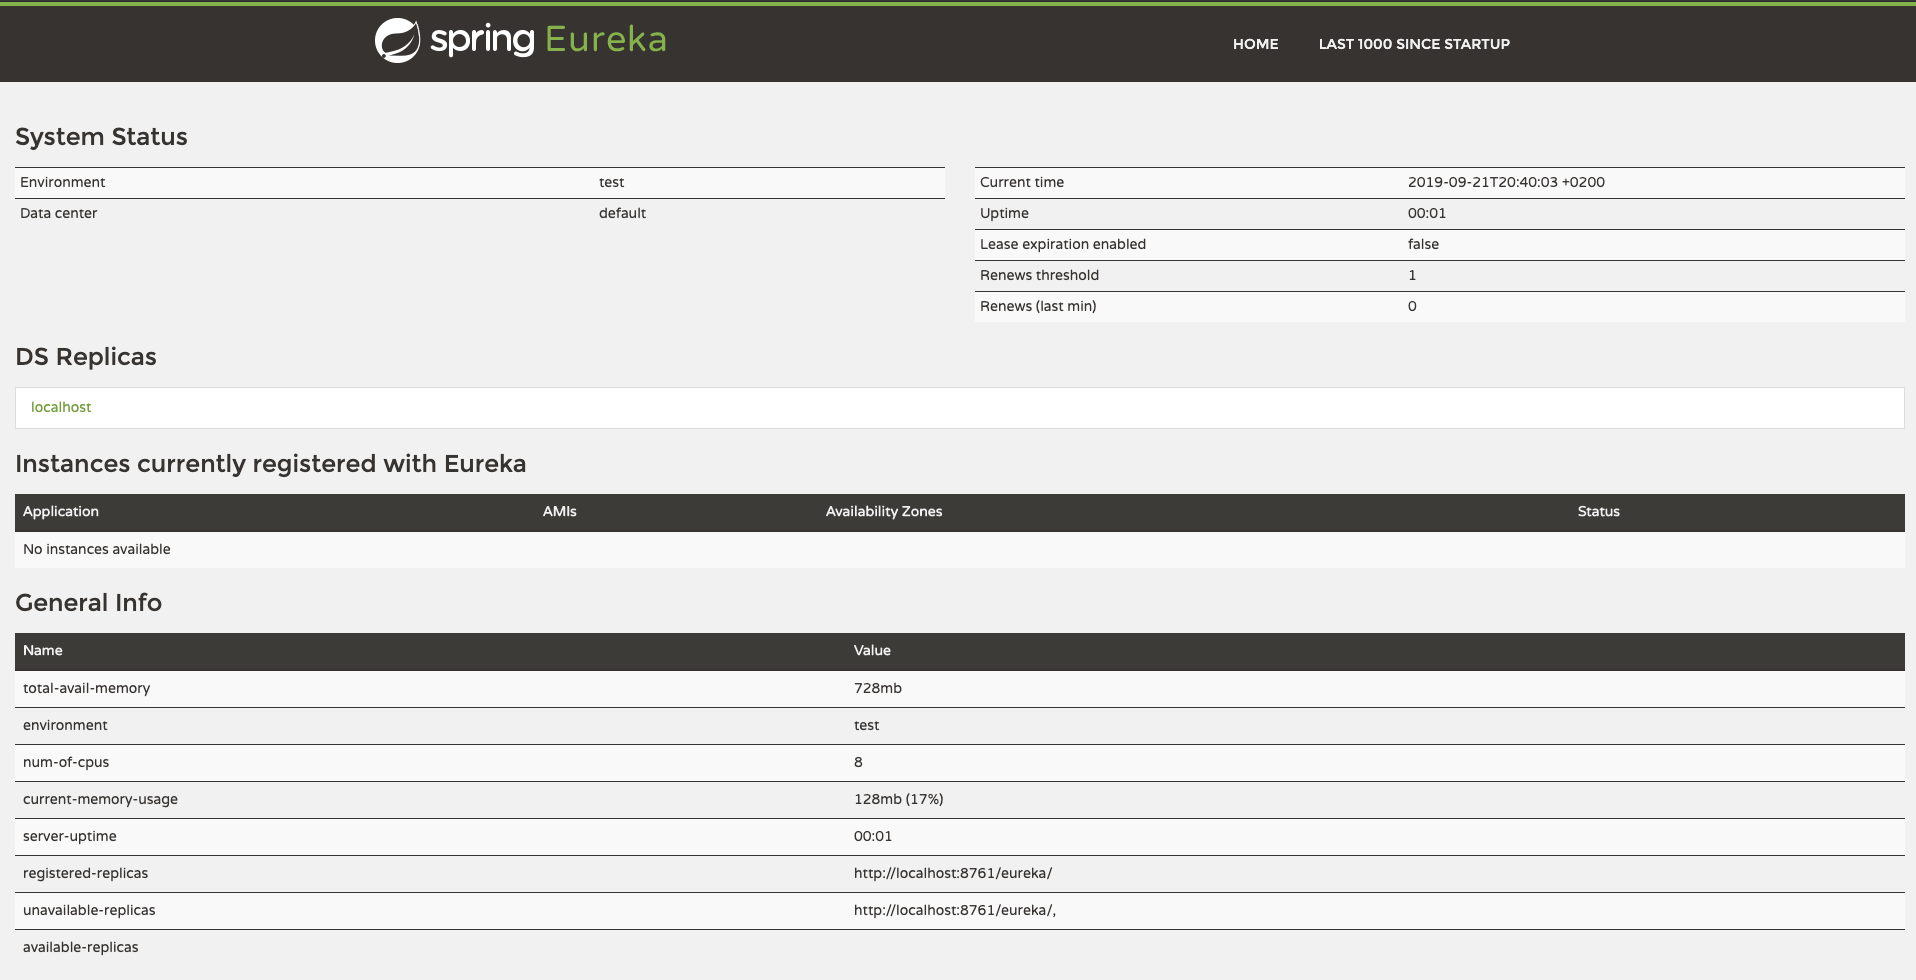 spring Eureka
HOME LAST 1000 SINCE STARTUP
System Status
Environment test
Data center default
Current time 2019-09-21T20:40:03 +0200
Uptime 00:01
Lease expiration enabled false
Renews threshold 1
Renews (last min) 0
DS Replicas
localhost
Instances currently registered with Eureka
Application AMIs Availability Zones Status
No instances available
General Info
Name Value
total-avail-memory 728mb
environment test
num-of-cpus 8
current-memory-usage 128mb (17%)
server-uptime 00:01
registered-replicas http://localhost:8761/eureka/
unavailable-replicas http://localhost:8761/eureka/,
available-replicas